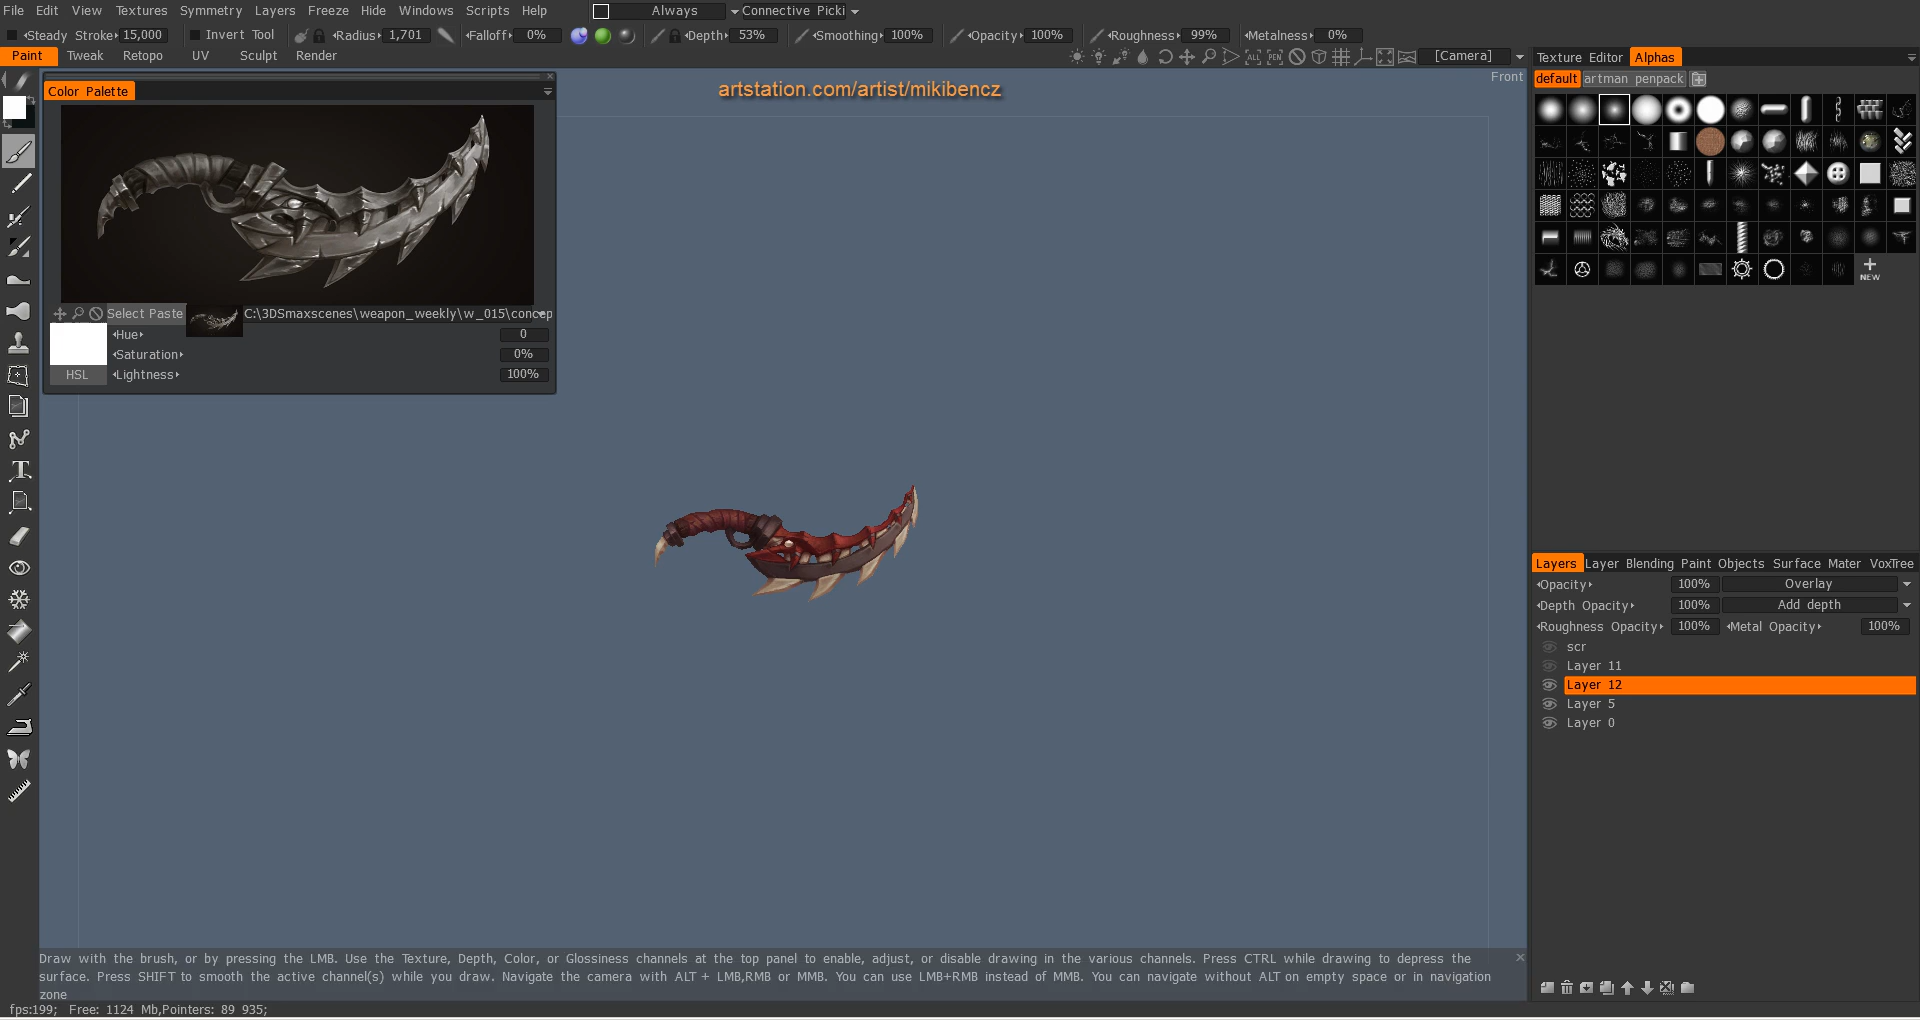 File Edit View Textures Symmetry Layers Freeze Hide Windows Scripts Help Always Connective Picki
Steady Stroke 15,000 Invert Tool Radius 1,701 Falloff 0% Depth 53% Smoothing 100% Opacity 100% Roughness 99% Metalness 0%
Paint Tweak Retopo UV Sculpt Render ALL PEN [Camera]
Front
artstation.com/artist/mikibencz
Color Palette
Select Paste C:\3DSmaxscenes\weapon_weekly\w_015\concep
Hue 0
Saturation 0%
HSL Lightness 100%
Texture Editor Alphas
default artman penpack
NEW
Layers Layer Blending Paint Objects Surface Mater VoxTree
Opacity 100% Overlay
Depth Opacity 100% Add depth
Roughness Opacity 100% Metal Opacity 100%
scr
Layer 11
Layer 12
Layer 5
Layer 0
Draw with the brush, or by pressing the LMB. Use the Texture, Depth, Color, or Glossiness channels at the top panel to enable, adjust, or disable drawing in the various channels. Press CTRL while drawing to depress the
surface. Press SHIFT to smooth the active channel(s) while you draw. Navigate the camera with ALT + LMB,RMB or MMB. You can use LMB+RMB instead of MMB. You can navigate without ALT on empty space or in navigation
zone
fps:199; Free: 1124 Mb,Pointers: 89 935;